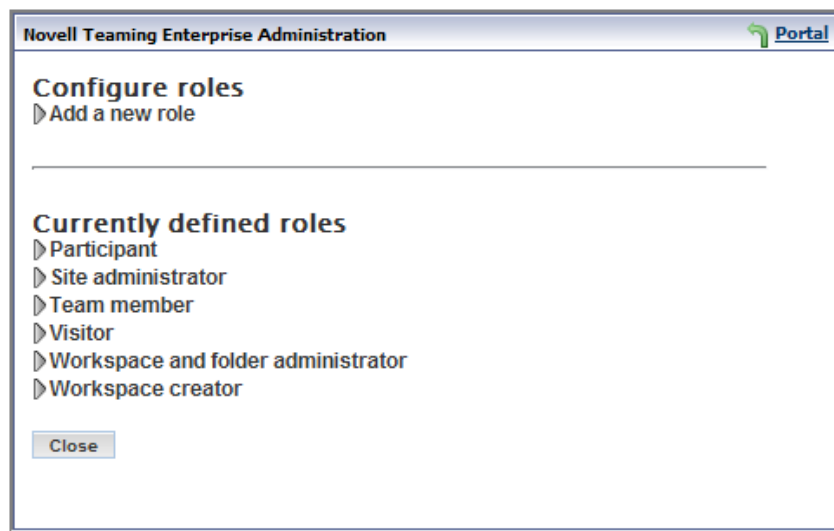 Novell Teaming Enterprise Administration Portal
Configure roles
Add a new role
Currently defined roles
Participant
Site administrator
Team member
Visitor
Workspace and folder administrator
Workspace creator
Close